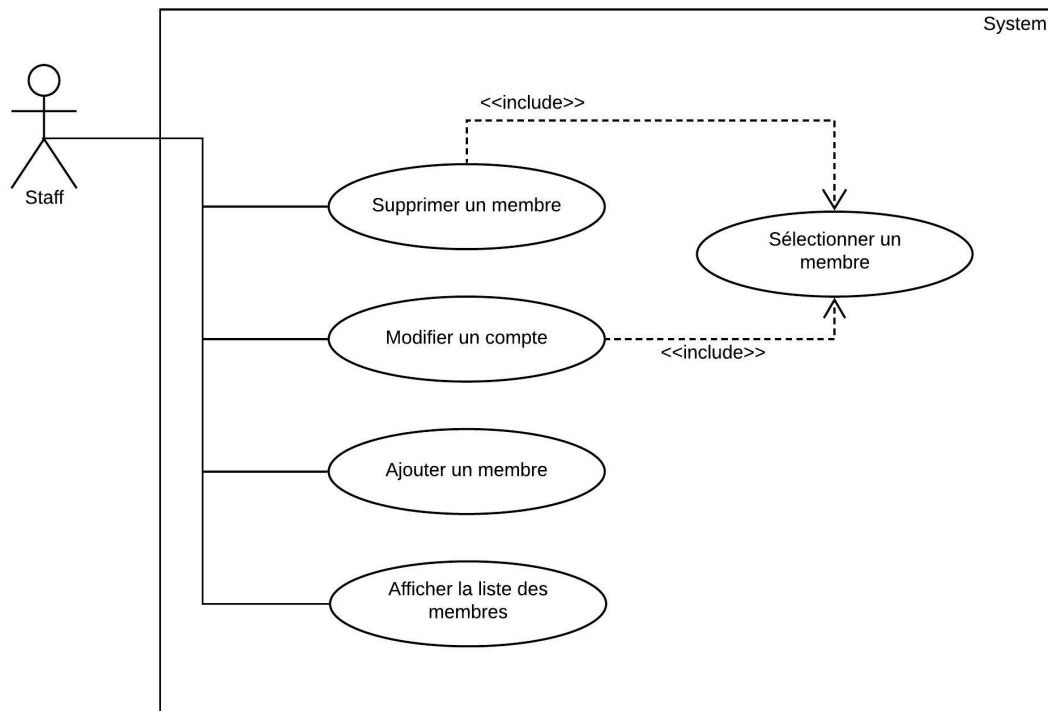 System
<<include>>
Staff
Supprimer un membre
Sélectionner un
membre
Modifier un compte
<<include>>
Ajouter un membre
Afficher la liste des
membres